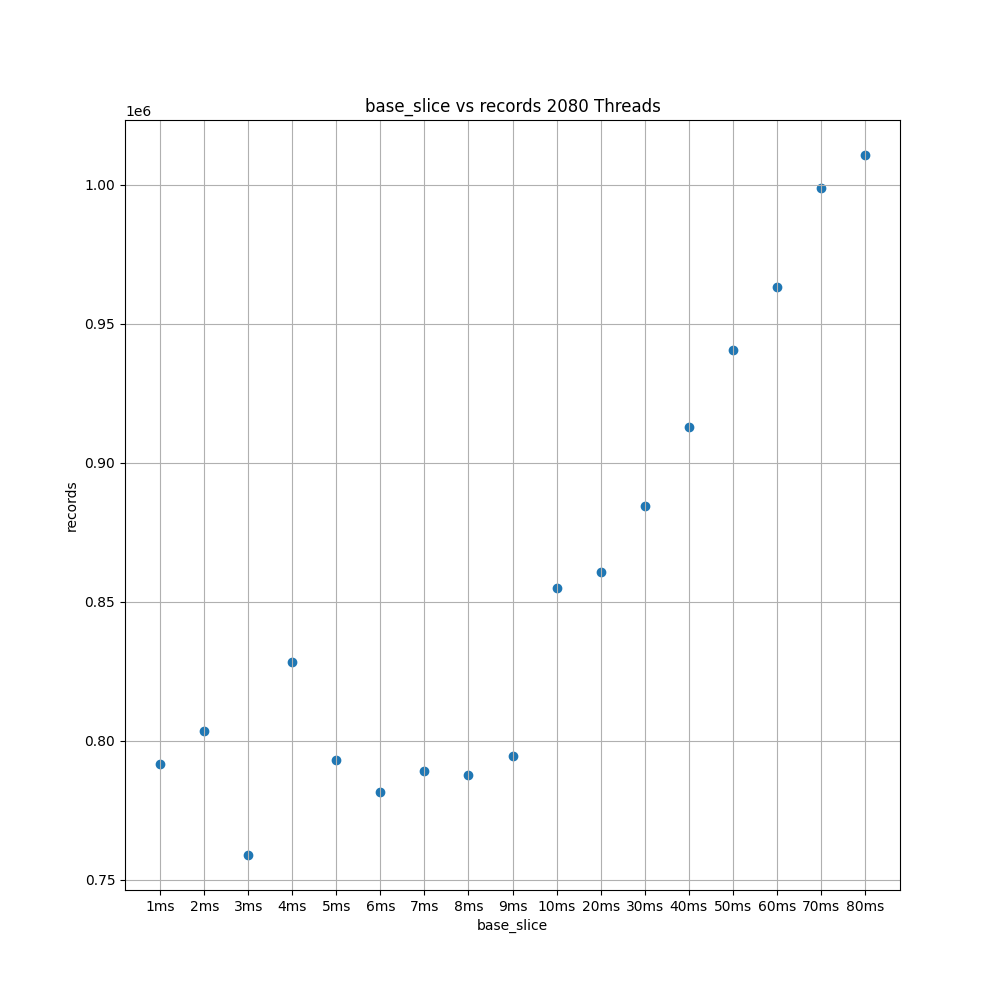 base_slice vs records 2080 Threads
1e6
1.00
0.95
0.90
0.85
0.80
0.75
records
1ms 2ms 3ms 4ms 5ms 6ms 7ms 8ms 9ms 10ms 20ms 30ms 40ms 50ms 60ms 70ms 80ms
base_slice